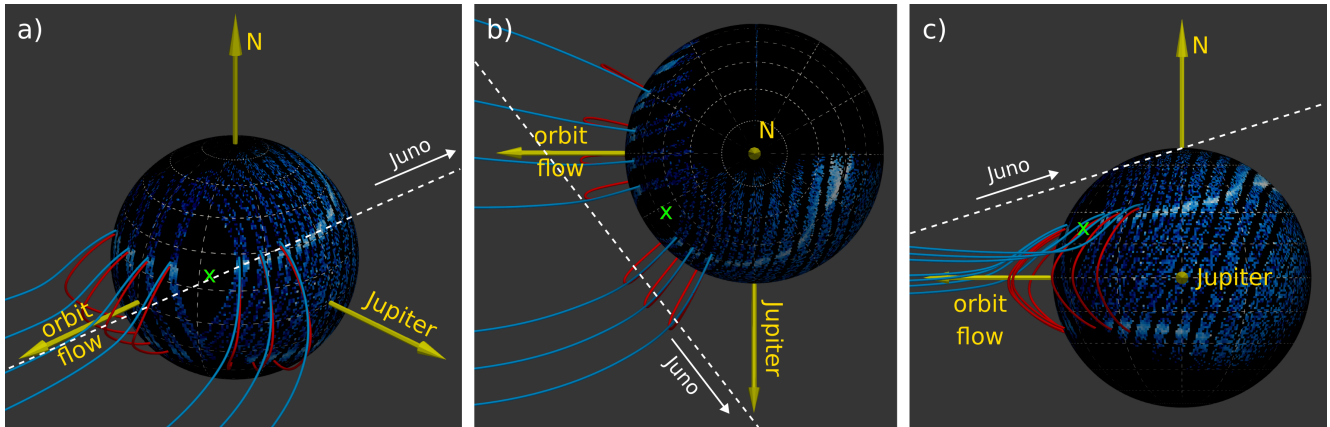 a)
N
Juno
orbit
flow
Jupiter
x
b)
N
orbit
flow
x
Jupiter
Juno
c)
N
Juno
x
Jupiter
orbit
flow